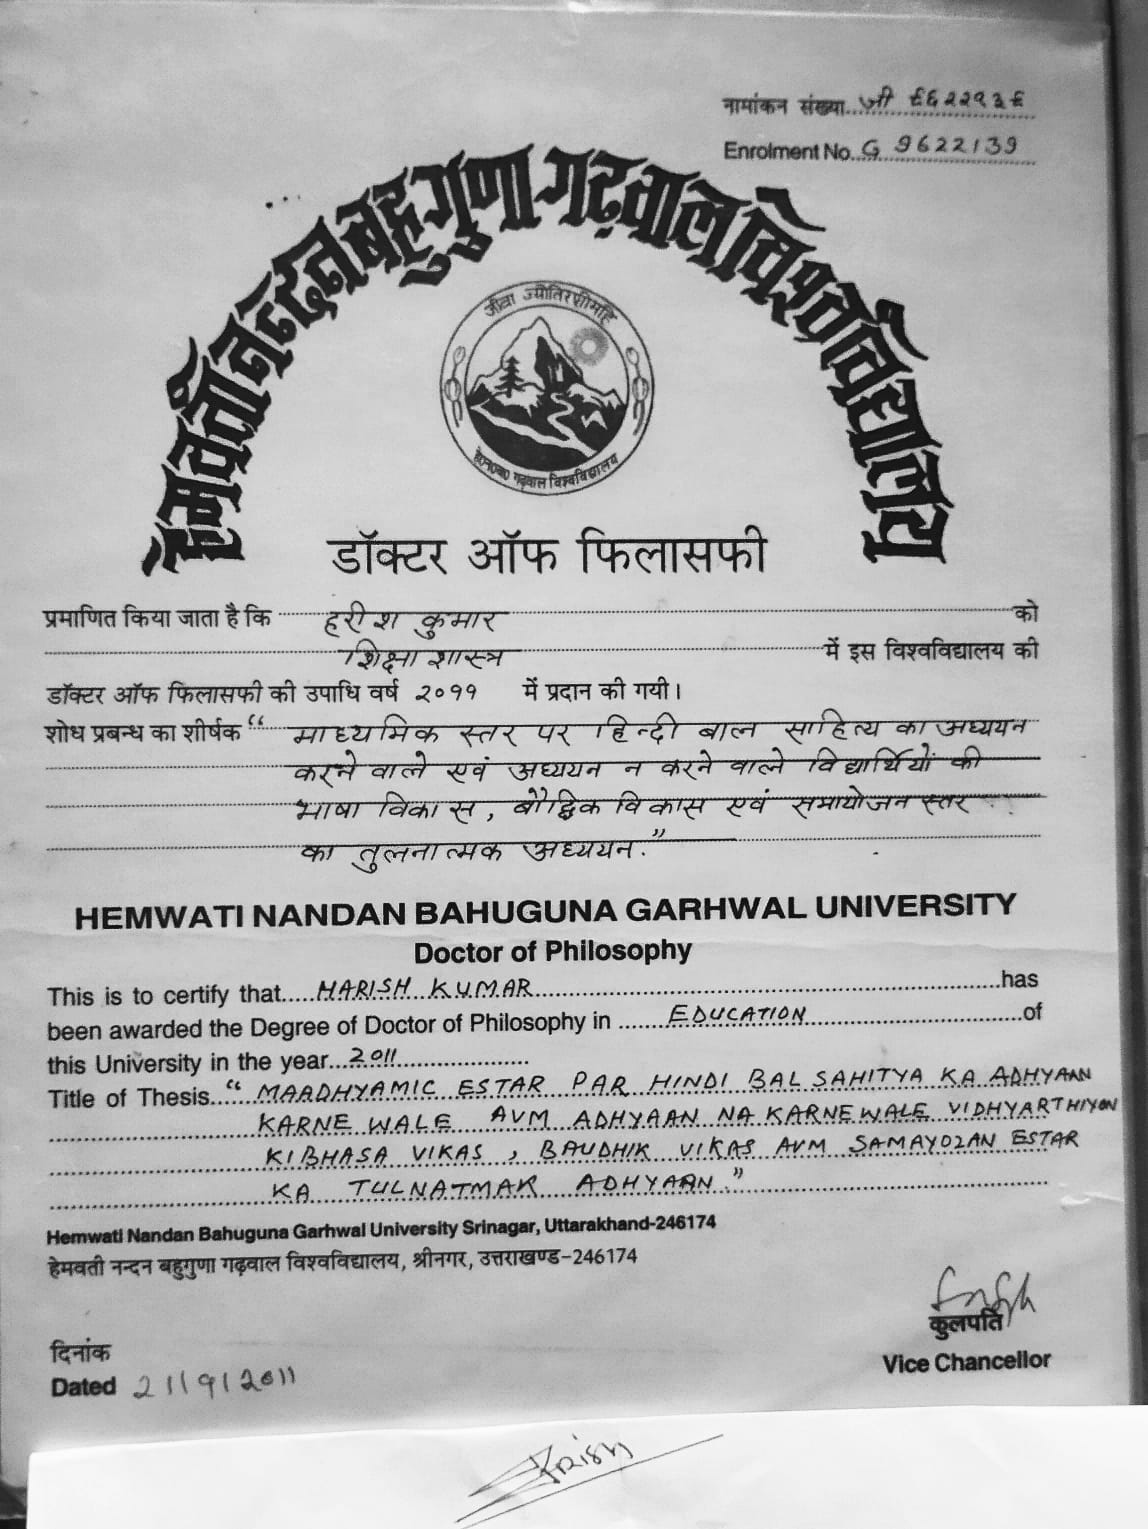 नामांकन संख्या...जी ९६२२१३९
Enrolment No...G 9622139
हेमवती नन्दन बहुगुणा गढ़वाल विश्वविद्यालय
हे०न०ब० गढ़वाल विश्वविद्यालय
डॉक्टर ऑफ फिलासफी
प्रमाणित किया जाता है कि हरीश कुमार को
शिक्षा शास्त्र में इस विश्वविद्यालय की
डॉक्टर ऑफ फिलासफी की उपाधि वर्ष २०११ में प्रदान की गयी।
शोध प्रबन्ध का शीर्षक “ माध्यमिक स्तर पर हिन्दी बाल साहित्य का अध्ययन
करने वाले एवं अध्ययन न करने वाले विद्यार्थियों की
भाषा विकास, बौद्धिक विकास एवं समायोजन स्तर
का तुलनात्मक अध्ययन.”
HEMWATI NANDAN BAHUGUNA GARHWAL UNIVERSITY
Doctor of Philosophy
This is to certify that.....HARISH KUMAR...has
been awarded the Degree of Doctor of Philosophy in ......EDUCATION...of
this University in the year...2011...
Title of Thesis...“ MAADHYAMIC ESTAR PAR HINDI BAL SAHITYA KA ADHYAAN
KARNE WALE AVM ADHYAAN NA KARNE WALE VIDHYARTHIYON
KI BHASA VIKAS, BAUDHIK VIKAS AVM SAMAYOZAN ESTAR
KA TULNATMAK ADHYAAN.”
Hemwati Nandan Bahuguna Garhwal University Srinagar, Uttarakhand-246174
हेमवती नन्दन बहुगुणा गढ़वाल विश्वविद्यालय, श्रीनगर, उत्तराखण्ड-246174
कुलपति
Vice Chancellor
दिनांक
Dated 21/9/2011